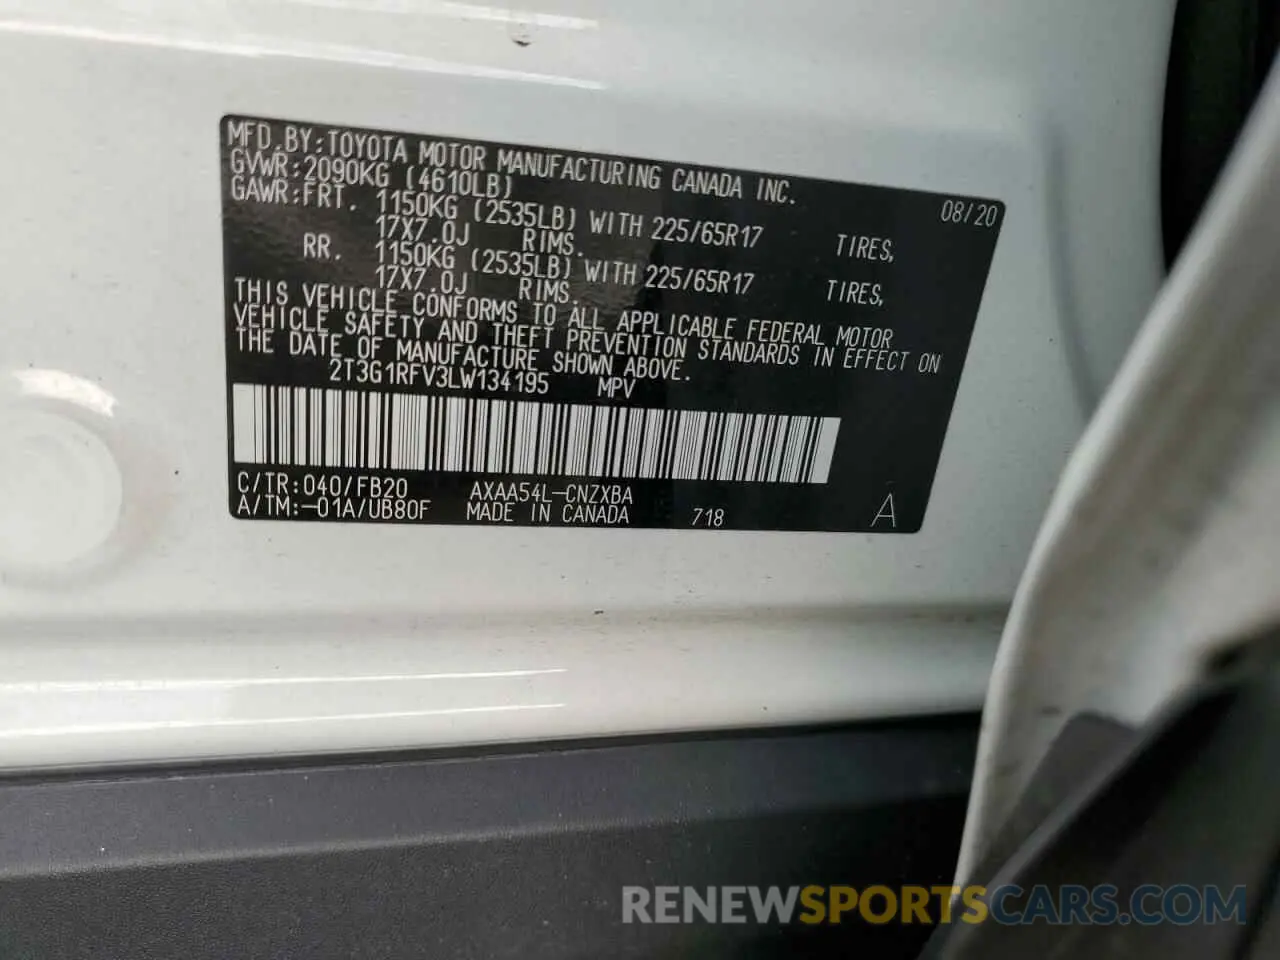 MFD.BY:TOYOTA MOTOR MANUFACTURING CANADA INC. 08/20
GVWR:2090KG (4610LB)
GAWR:FRT. 1150KG (2535LB) WITH 225/65R17 TIRES,
17X7.0J RIMS.
RR. 1150KG (2535LB) WITH 225/65R17 TIRES,
17X7.0J RIMS.
THIS VEHICLE CONFORMS TO ALL APPLICABLE FEDERAL MOTOR
VEHICLE SAFETY AND THEFT PREVENTION STANDARDS IN EFFECT ON
THE DATE OF MANUFACTURE SHOWN ABOVE.
2T3G1RFV3LW134195 MPV
C/TR:040/FB20 AXAA54L-CNZXBA
A/TM:-01A/UB80F MADE IN CANADA 718 A
RENEWSPORTSCARS.COM